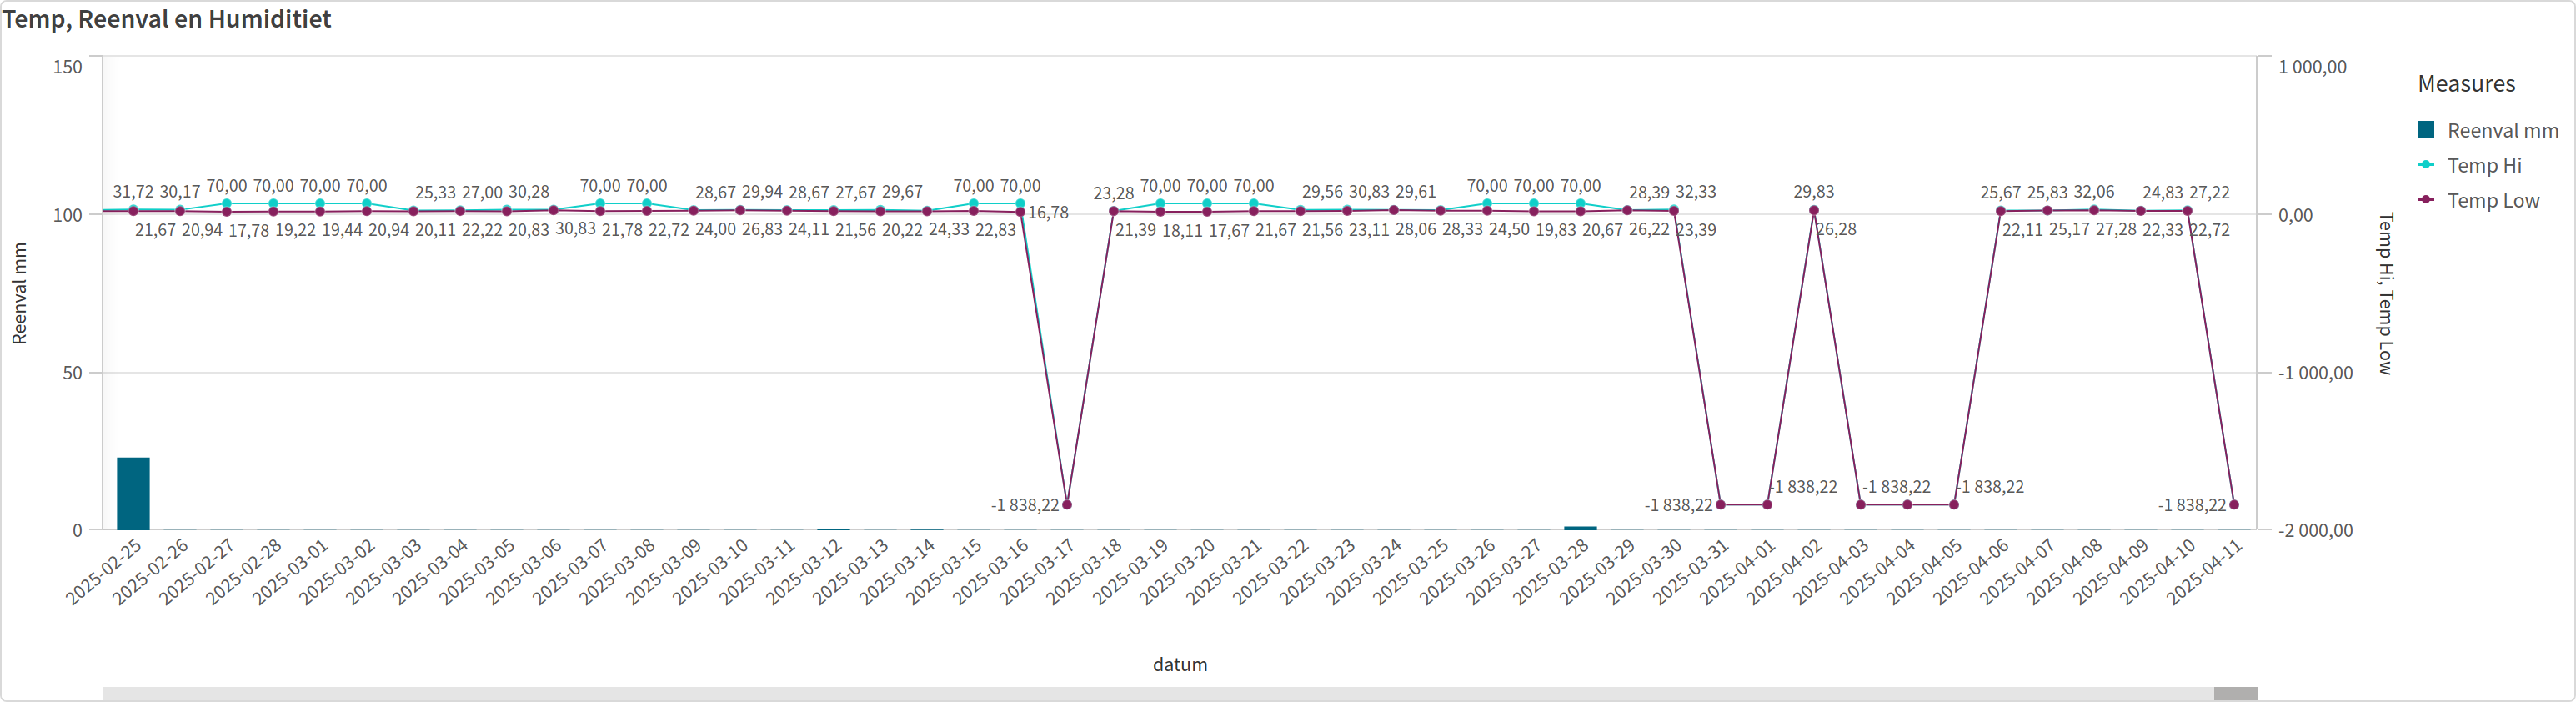 Temp, Reenval en Humiditiet
150
100
50
0
Reenval mm
1 000,00
0,00
-1 000,00
-2 000,00
Temp Hi, Temp Low
Measures
Reenval mm
Temp Hi
Temp Low
31,72 30,17 70,00 70,00 70,00 70,00 25,33 27,00 30,28 70,00 70,00 28,67 29,94 28,67 27,67 29,67 70,00 70,00 23,28 70,00 70,00 70,00 29,56 30,83 29,61 70,00 70,00 70,00 28,39 32,33 29,83 25,67 25,83 32,06 24,83 27,22
16,78
21,67 20,94 17,78 19,22 19,44 20,94 20,11 22,22 20,83 30,83 21,78 22,72 24,00 26,83 24,11 21,56 20,22 24,33 22,83 21,39 18,11 17,67 21,67 21,56 23,11 28,06 28,33 24,50 19,83 20,67 26,22 23,39 26,28 22,11 25,17 27,28 22,33 22,72
-1 838,22 -1 838,22 -1 838,22 -1 838,22 -1 838,22 -1 838,22
2025-02-25 2025-02-26 2025-02-27 2025-02-28 2025-03-01 2025-03-02 2025-03-03 2025-03-04 2025-03-05 2025-03-06 2025-03-07 2025-03-08 2025-03-09 2025-03-10 2025-03-11 2025-03-12 2025-03-13 2025-03-14 2025-03-15 2025-03-16 2025-03-17 2025-03-18 2025-03-19 2025-03-20 2025-03-21 2025-03-22 2025-03-23 2025-03-24 2025-03-25 2025-03-26 2025-03-27 2025-03-28 2025-03-29 2025-03-30 2025-03-31 2025-04-01 2025-04-02 2025-04-03 2025-04-04 2025-04-05 2025-04-06 2025-04-07 2025-04-08 2025-04-09 2025-04-10 2025-04-11
datum